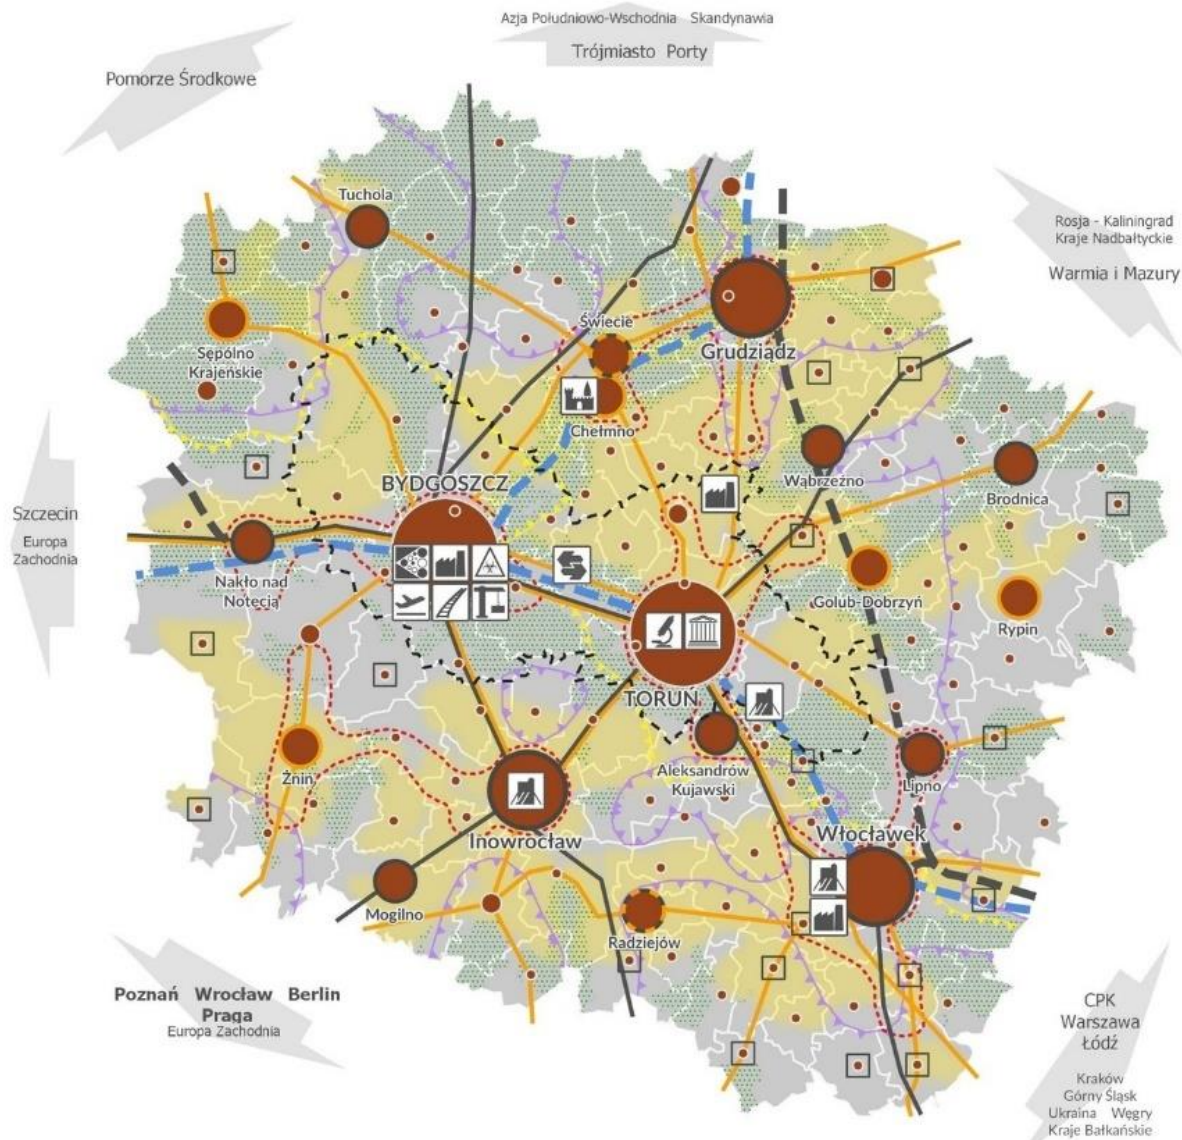 Azja Południowo-Wschodnia Skandynawia
Trójmiasto Porty
Pomorze Środkowe
Rosja - Kaliningrad
Kraje Nadbałtyckie
Warmia i Mazury
Tuchola
Świecie
Grudziądz
Sępólno
Krajeńskie
Chełmno
BYDGOSZCZ
Wąbrzeźno
Brodnica
Szczecin
Europa
Zachodnia
Nakło nad
Notecią
Golub-Dobrzyń
Rypin
TORUŃ
Żnin
Aleksandrów
Kujawski
Lipno
Inowrocław
Włocławek
Mogilno
Radziejów
Poznań Wrocław Berlin
Praga
Europa Zachodnia
CPK
Warszawa
Łódź
Kraków
Górny Śląsk
Ukraina Węgry
Kraje Bałkańskie